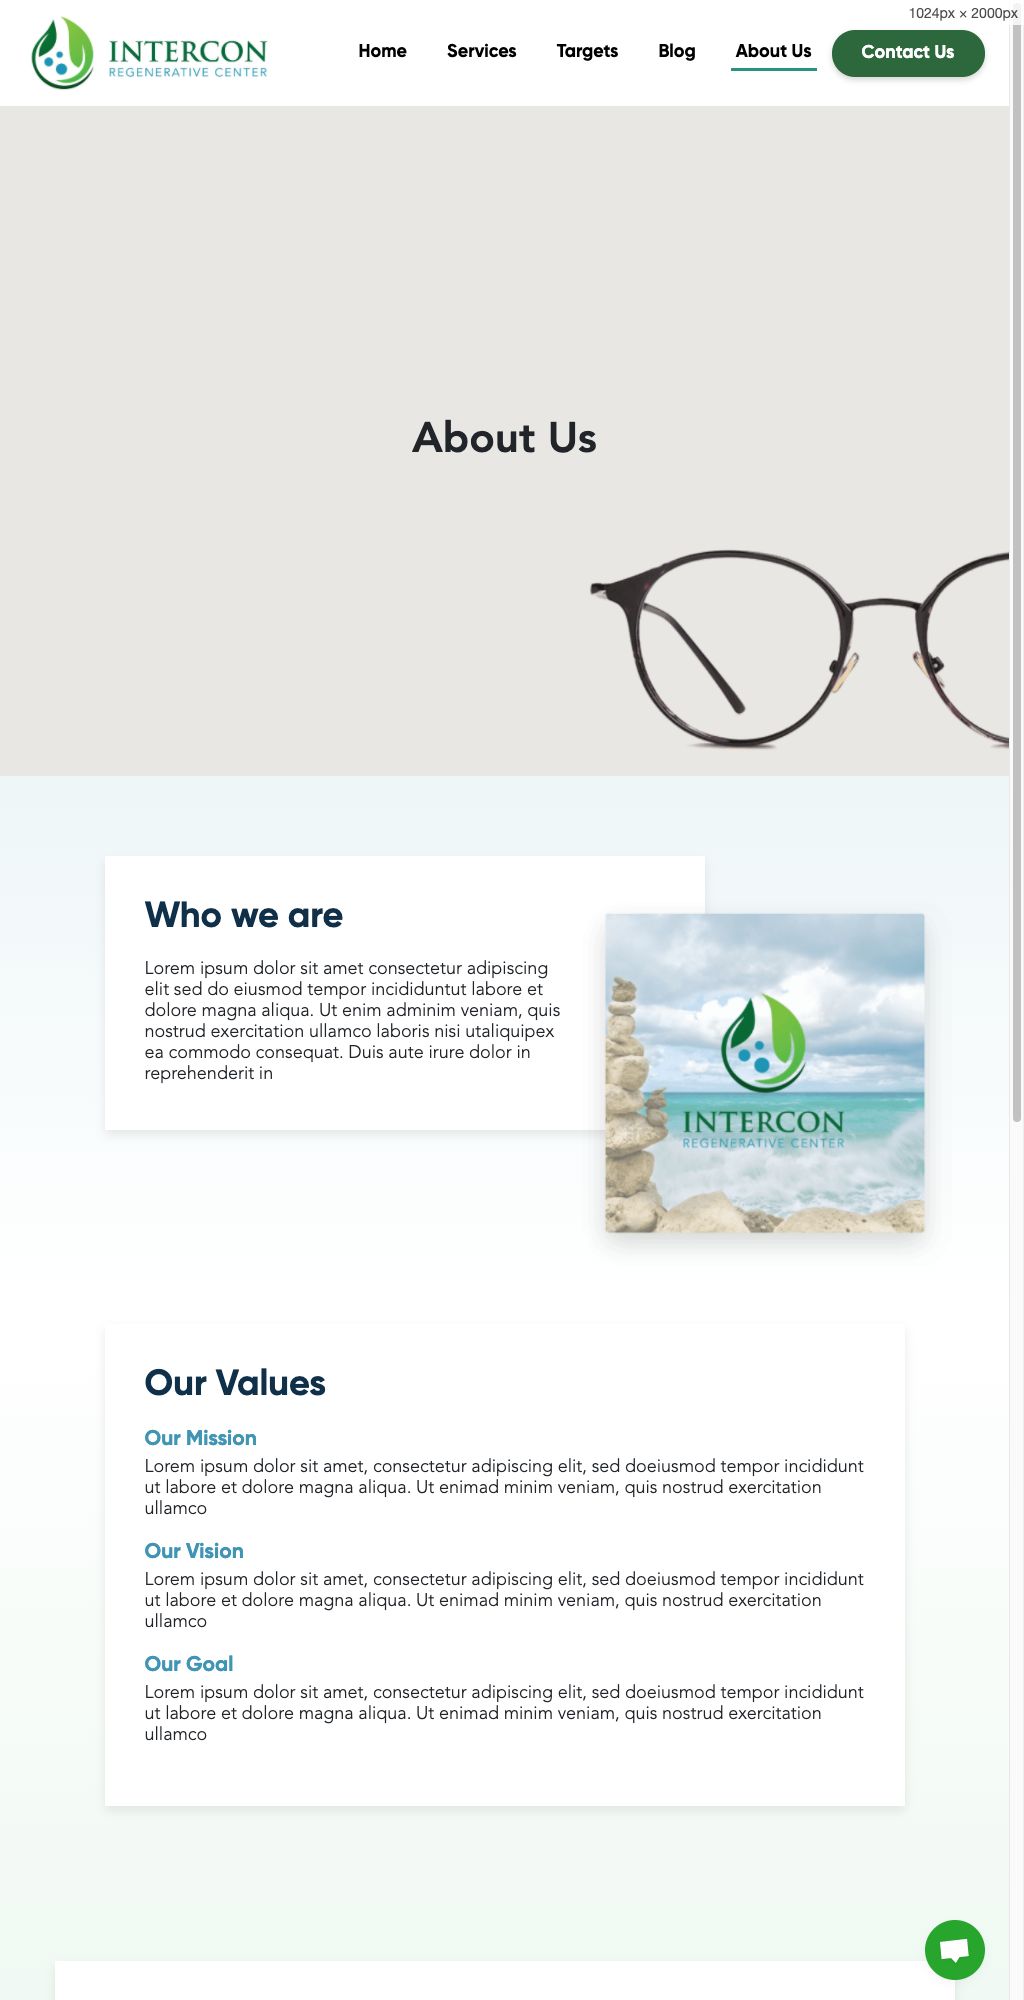 1024px × 2000px
INTERCON
REGENERATIVE CENTER
Home
Services
Targets
Blog
About Us
Contact Us
About Us
Who we are
Lorem ipsum dolor sit amet consectetur adipiscing
elit sed do eiusmod tempor incididuntut labore et
dolore magna aliqua. Ut enim adminim veniam, quis
nostrud exercitation ullamco laboris nisi utaliquipex
ea commodo consequat. Duis aute irure dolor in
reprehenderit in
INTERCON
REGENERATIVE CENTER
Our Values
Our Mission
Lorem ipsum dolor sit amet, consectetur adipiscing elit, sed doeiusmod tempor incididunt
ut labore et dolore magna aliqua. Ut enimad minim veniam, quis nostrud exercitation
ullamco
Our Vision
Lorem ipsum dolor sit amet, consectetur adipiscing elit, sed doeiusmod tempor incididunt
ut labore et dolore magna aliqua. Ut enimad minim veniam, quis nostrud exercitation
ullamco
Our Goal
Lorem ipsum dolor sit amet, consectetur adipiscing elit, sed doeiusmod tempor incididunt
ut labore et dolore magna aliqua. Ut enimad minim veniam, quis nostrud exercitation
ullamco